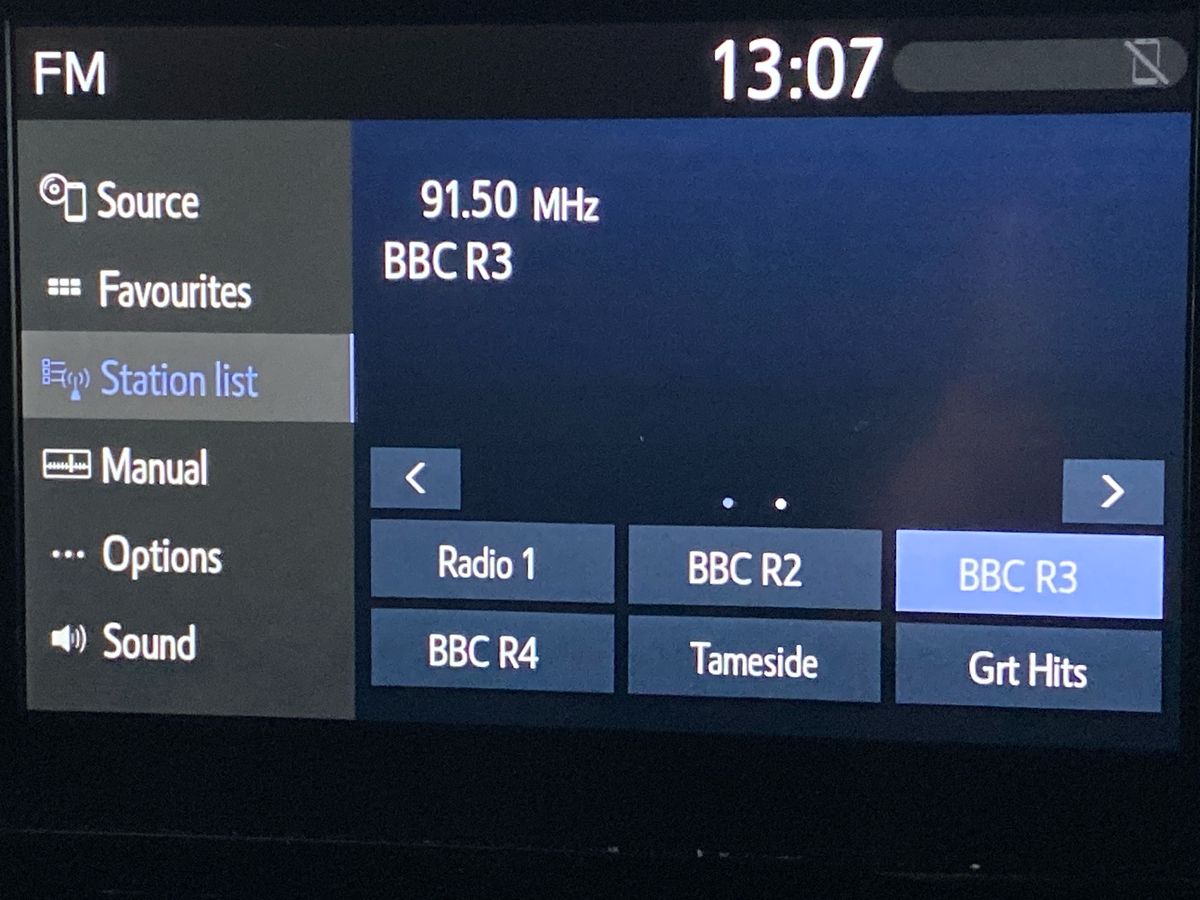 FM
13:07
Source
Favourites
Station list
Manual
Options
Sound
91.50 MHz
BBC R3
Radio 1
BBC R2
BBC R3
BBC R4
Tameside
Grt Hits